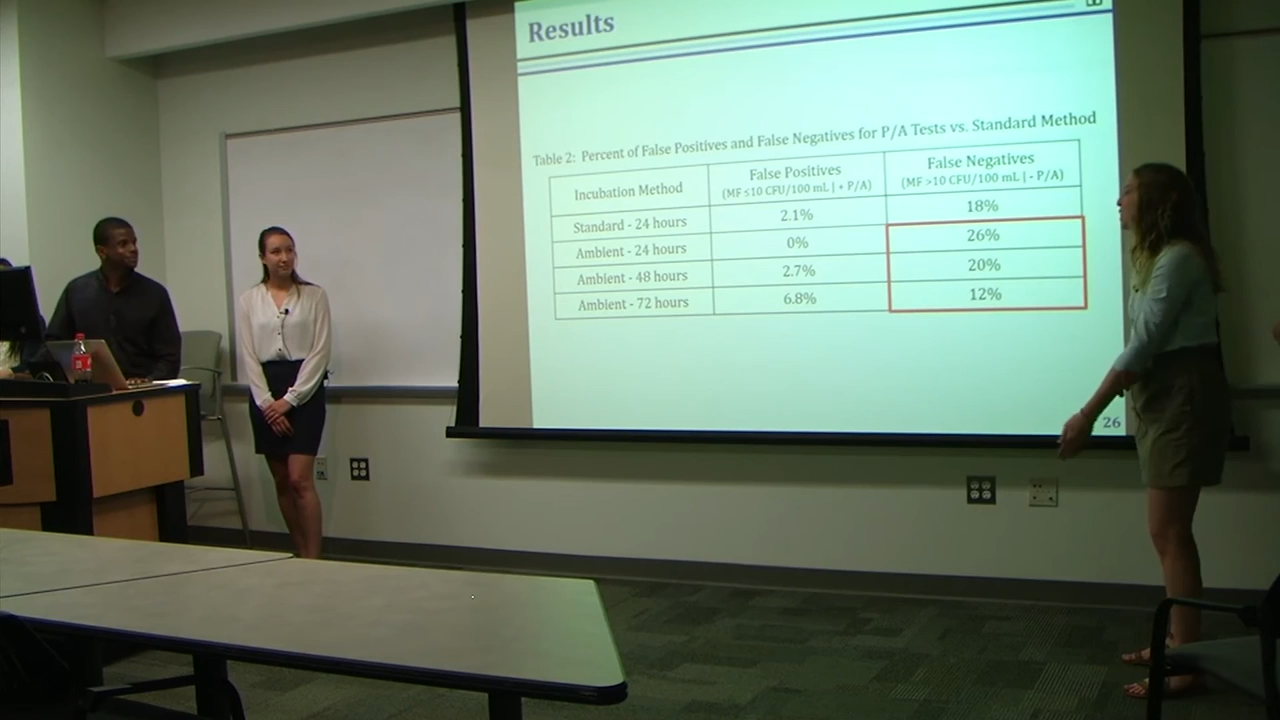 Results
Table 2: Percent of False Positives and False Negatives for P/A Tests vs. Standard Method
Incubation Method False Positives (MF ≤10 CFU/100 mL | + P/A) False Negatives (MF >10 CFU/100 mL | - P/A)
Standard - 24 hours 2.1% 18%
Ambient - 24 hours 0% 26%
Ambient - 48 hours 2.7% 20%
Ambient - 72 hours 6.8% 12%
26